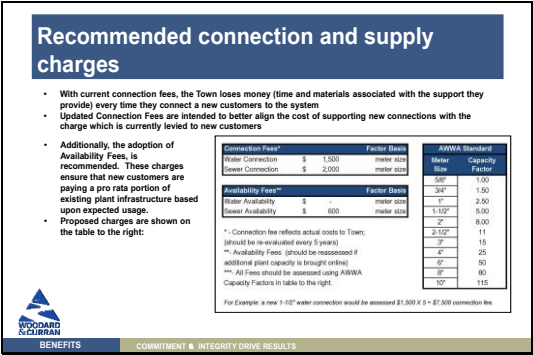 Recommended connection and supply
charges
• With current connection fees, the Town loses money (time and materials associated with the support they
provide) every time they connect a new customers to the system
• Updated Connection Fees are intended to better align the cost of supporting new connections with the
charge which is currently levied to new customers
• Additionally, the adoption of
Availability Fees, is
recommended. These charges
ensure that new customers are
paying a pro rata portion of
existing plant infrastructure based
upon expected usage.
• Proposed charges are shown on
the table to the right:
Connection Fees* Factor Basis
Water Connection $ 1,500 meter size
Sewer Connection $ 2,000 meter size
Availability Fees** Factor Basis
Water Availability $ - meter size
Sewer Availability $ 600 meter size
* - Connection fee reflects actual costs to Town;
(should be re-evaluated every 5 years)
**- Availability Fees (should be reassessed if
additional plant capacity is brought online)
***- All Fees should be assessed using AWWA
Capacity Factors in table to the right.
AWWA Standard
Meter Capacity
Size Factor
5/8" 1.00
3/4" 1.50
1" 2.50
1-1/2" 5.00
2" 8.00
2-1/2" 11
3" 15
4" 25
6" 50
8" 80
10" 115
For Example: a new 1-1/2" water connection would be assessed $1,500 X 5 = $7,500 connection fee.
WOODARD
&CURRAN
BENEFITS
COMMITMENT & INTEGRITY DRIVE RESULTS